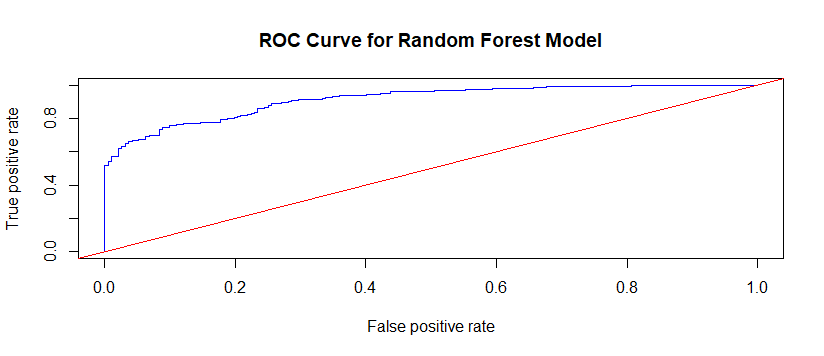 ROC Curve for Random Forest Model
True positive rate
0.8
0.4
0.0
0.0 0.2 0.4 0.6 0.8 1.0
False positive rate